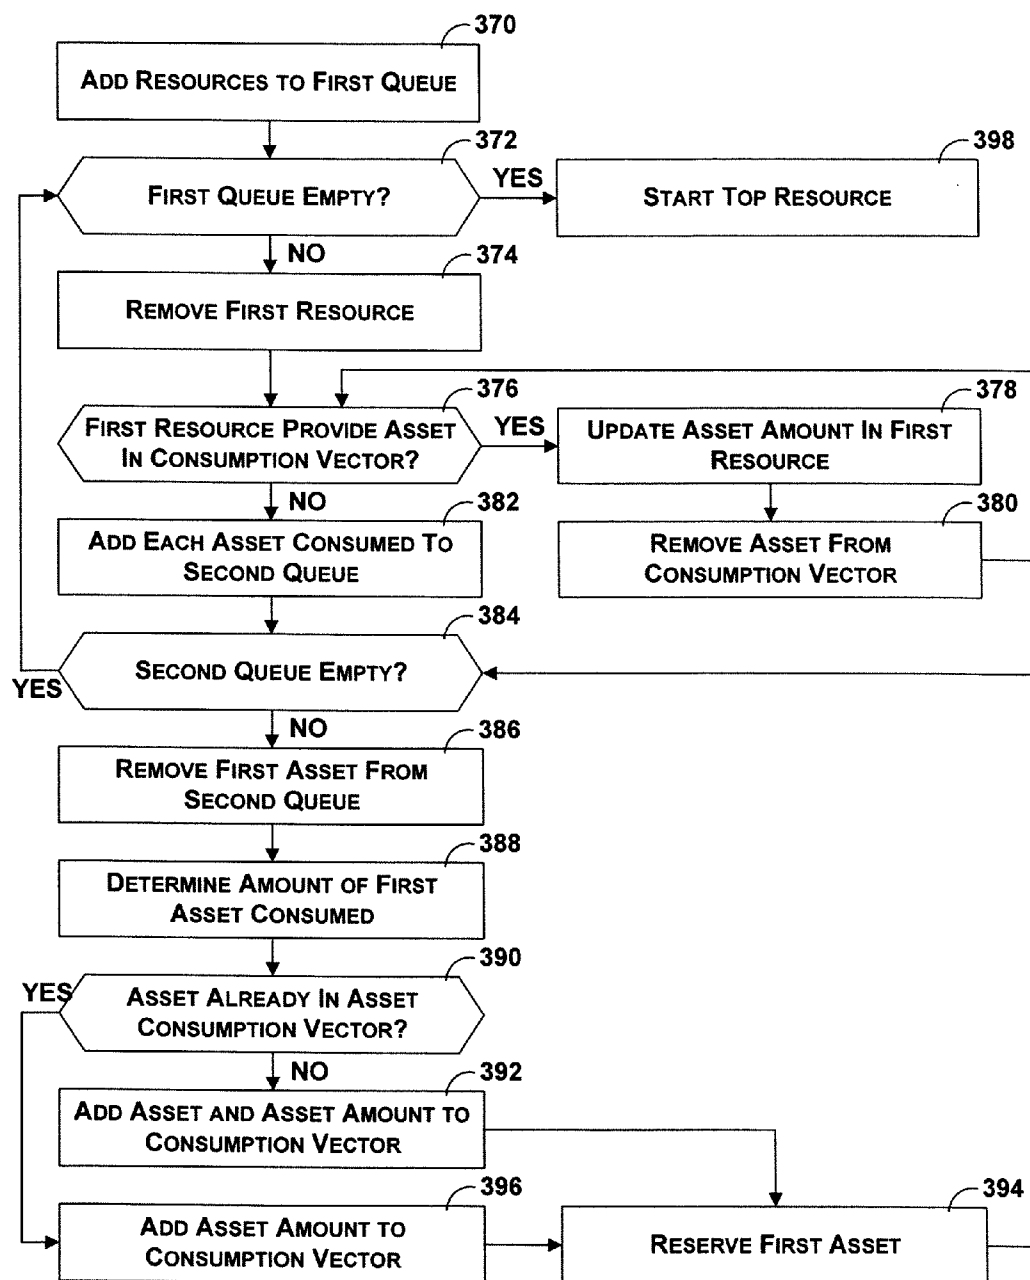 370
ADD RESOURCES TO FIRST QUEUE
372
FIRST QUEUE EMPTY?
YES
398
START TOP RESOURCE
NO
374
REMOVE FIRST RESOURCE
376
FIRST RESOURCE PROVIDE ASSET
IN CONSUMPTION VECTOR?
YES
378
UPDATE ASSET AMOUNT IN FIRST
RESOURCE
NO
382
ADD EACH ASSET CONSUMED TO
SECOND QUEUE
380
REMOVE ASSET FROM
CONSUMPTION VECTOR
384
SECOND QUEUE EMPTY?
YES
NO
386
REMOVE FIRST ASSET FROM
SECOND QUEUE
388
DETERMINE AMOUNT OF FIRST
ASSET CONSUMED
390
YES
ASSET ALREADY IN ASSET
CONSUMPTION VECTOR?
NO
392
ADD ASSET AND ASSET AMOUNT TO
CONSUMPTION VECTOR
396
ADD ASSET AMOUNT TO
CONSUMPTION VECTOR
394
RESERVE FIRST ASSET